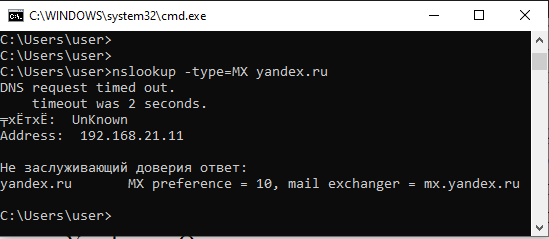 C:\WINDOWS\system32\cmd.exe
C:\Users\user>
C:\Users\user>
C:\Users\user>nslookup -type=MX yandex.ru
DNS request timed out.
    timeout was 2 seconds.
╤хЁтхЁ:  UnKnown
Address:  192.168.21.11

Не заслуживающий доверия ответ:
yandex.ru       MX preference = 10, mail exchanger = mx.yandex.ru

C:\Users\user>